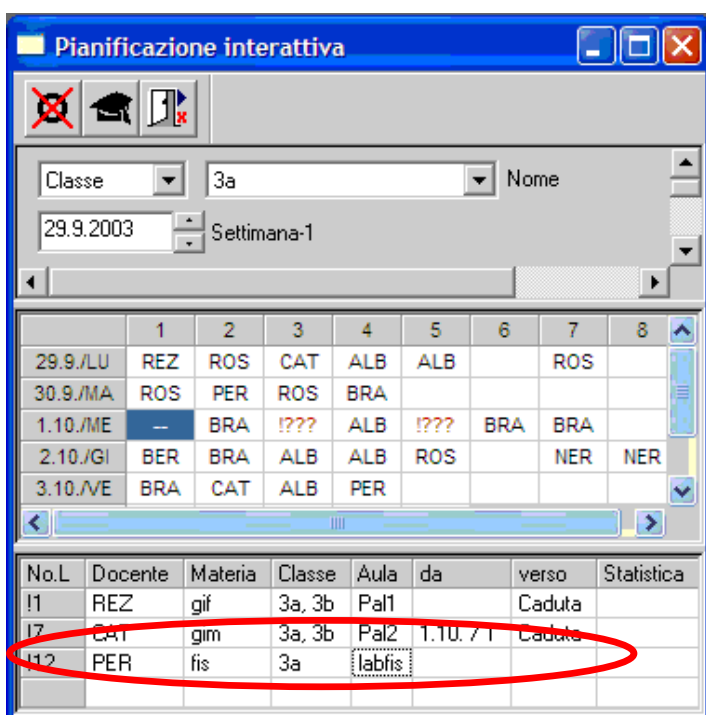 Pianificazione interattiva
Classe 3a Nome
29.9.2003 Settimana-1
1 2 3 4 5 6 7 8
29.9./LU REZ ROS CAT ALB ALB ROS
30.9./MA ROS PER ROS BRA
1.10./ME -- BRA !??? ALB !??? BRA BRA
2.10./GI BER BRA ALB ALB ROS NER NER
3.10./VE BRA CAT ALB PER
No.L Docente Materia Classe Aula da verso Statistica
!1 REZ gif 3a, 3b Pal1 Caduta
!7 CAT gim 3a, 3b Pal2 1.10. / 1 Caduta
!12 PER fis 3a labfis